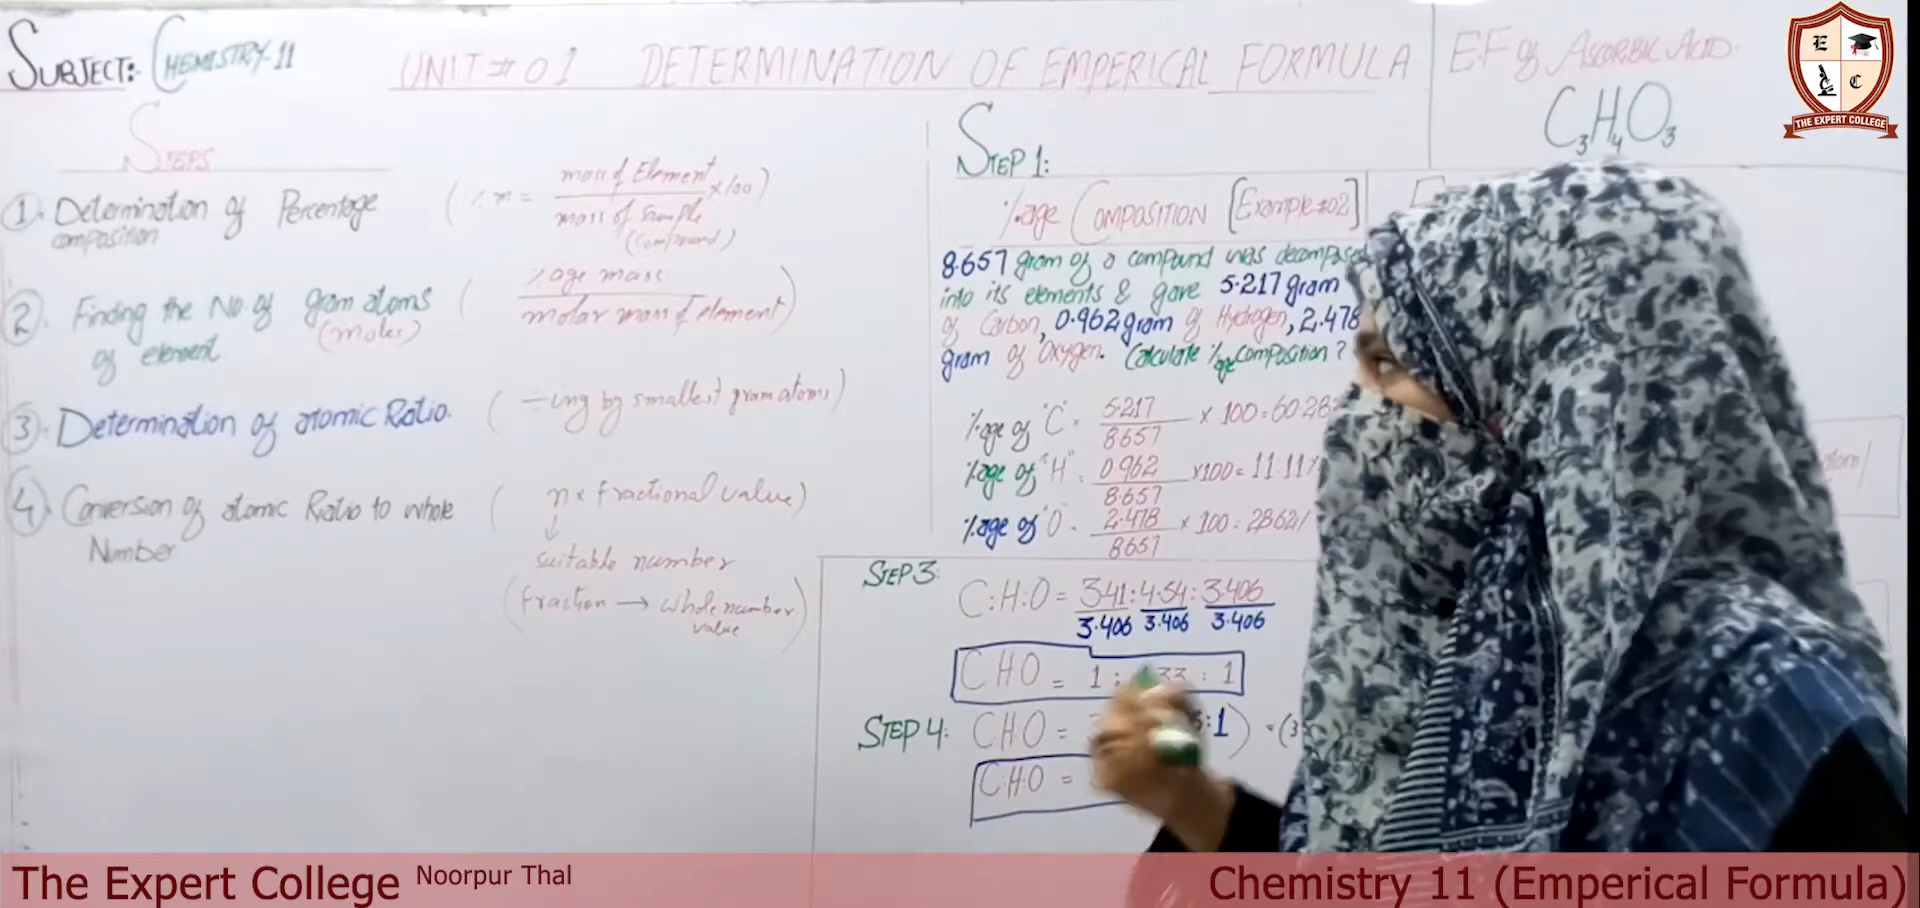 SUBJECT: CHEMISTRY-11
UNIT # 01 DETERMINATION OF EMPERICAL FORMULA
E.F of ASCORBIC ACID
C3H4O3
E C
THE EXPERT COLLEGE
STEPS
1. Determination of Percentage composition
( % m = mass of Element / mass of sample (Compound) x 100 )
2. Finding the No. of gram atoms (moles) of element
( % age mass / molar mass of element )
3. Determination of atomic Ratio.
( ÷ing by smallest gram atoms )
4. Conversion of atomic Ratio to whole Number
( n x fractional value )
↓
suitable number
( fraction → whole number value )
STEP 1:
%age COMPOSITION [Example#02]
8.657 gram of a compound was decomposed
into its elements & gave 5.217 gram
of Carbon, 0.962 gram of Hydrogen, 2.478
gram of Oxygen. Calculate %age composition?
%age of "C" = 5.217 / 8.657 x 100 = 60.28
%age of "H" = 0.962 / 8.657 x100 = 11.11%
%age of "O" = 2.478 / 8.657 x 100 = 28.62%
STEP 3:
C:H:O = 3.41 : 4.54 : 3.406
3.406 3.406 3.406
C H O = 1 : 33 : 1
STEP 4: C H O = :1 ) = (3
C:H:O =
The Expert College Noorpur Thal
Chemistry 11 (Emperical Formula)